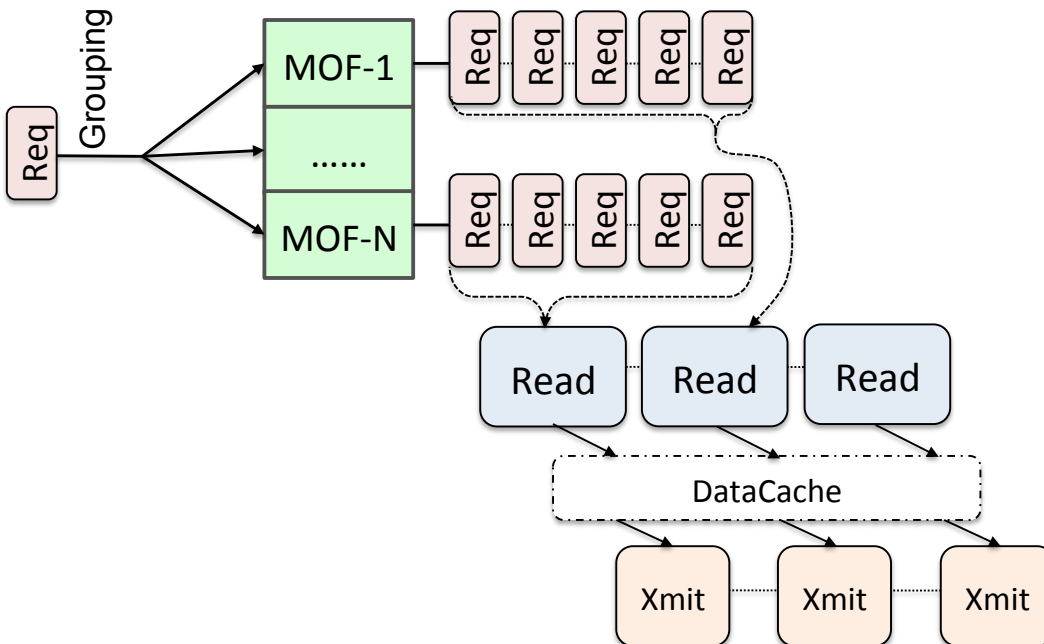 Grouping
Req
MOF-1
......
MOF-N
Req
Req
Req
Req
Req
Req
Req
Req
Req
Req
Read
Read
Read
DataCache
Xmit
Xmit
Xmit